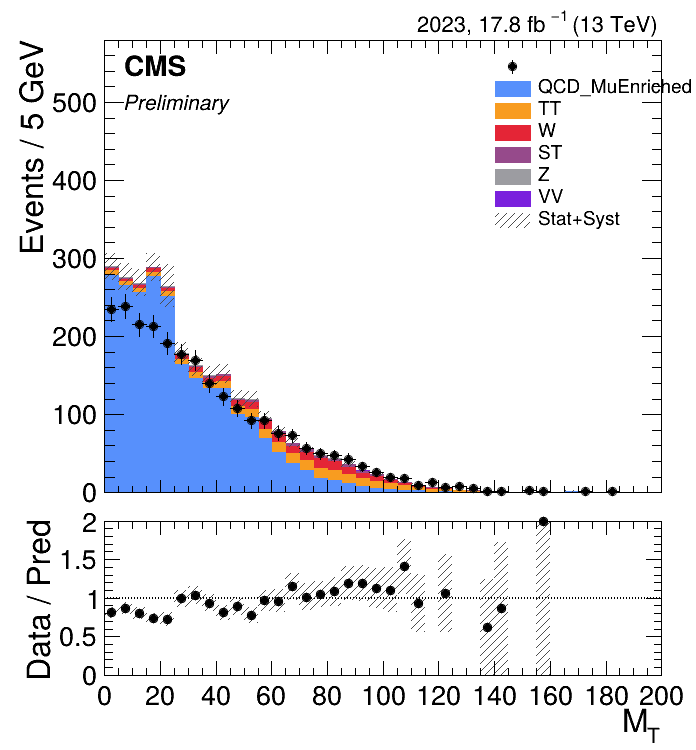 2023, 17.8 fb⁻¹ (13 TeV)
CMS
Preliminary
QCD_MuEnriched
TT
W
ST
Z
VV
Stat+Syst
Events / 5 GeV
500
400
300
200
100
0
Data / Pred
2
1.5
1
0.5
0
0 20 40 60 80 100 120 140 160 180 200
M_T